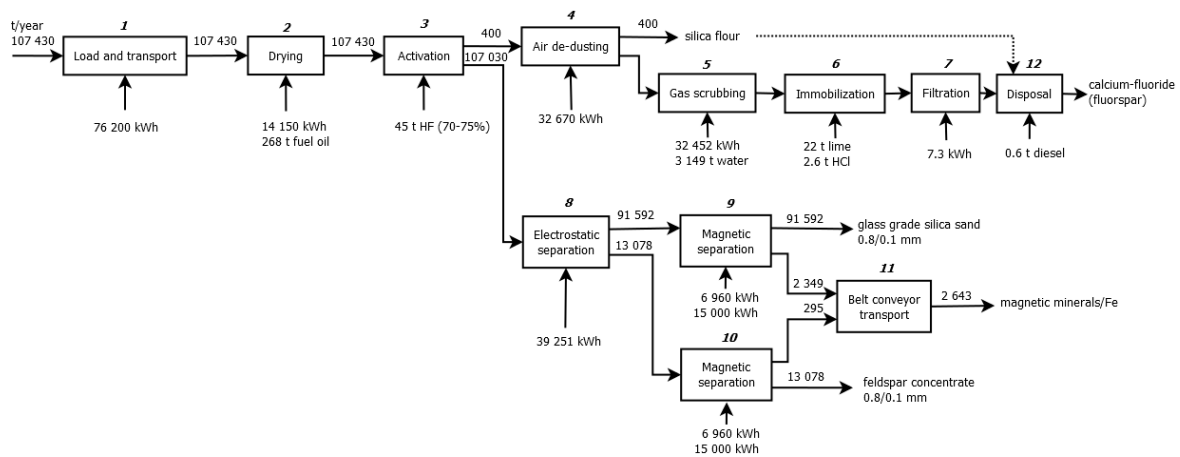 t/year
107 430
1
Load and transport
76 200 kWh
107 430
2
Drying
14 150 kWh
268 t fuel oil
107 430
3
Activation
45 t HF (70-75%)
400
107 030
4
Air de-dusting
32 670 kWh
400
silica flour
5
Gas scrubbing
32 452 kWh
3 149 t water
6
Immobilization
22 t lime
2.6 t HCl
7
Filtration
7.3 kWh
12
Disposal
0.6 t diesel
calcium-fluoride
(fluorspar)
8
Electrostatic
separation
39 251 kWh
91 592
13 078
9
Magnetic
separation
6 960 kWh
15 000 kWh
91 592
glass grade silica sand
0.8/0.1 mm
2 349
295
11
Belt conveyor
transport
2 643
magnetic minerals/Fe
10
Magnetic
separation
6 960 kWh
15 000 kWh
13 078
feldspar concentrate
0.8/0.1 mm